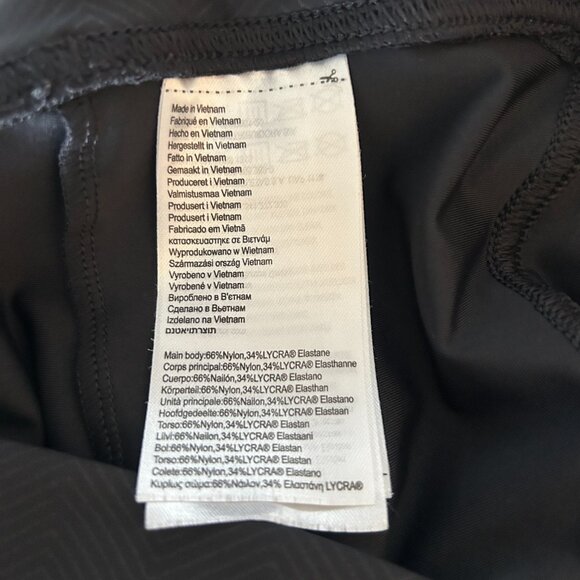 Made in Vietnam
Fabriqué en Vietnam
Hecho en Vietnam
Hergestellt in Vietnam
Fatto in Vietnam
Gemaakt in Vietnam
Produceret i Vietnam
Valmistusmaa Vietnam
Produsert i Vietnam
Produsert i Vietnam
Fabricado em Vietnã
κατασκευαστηκε σε Βιετνάμ
Wyprodukowano w Wietnam
Származási ország Vietnam
Vyrobeno v Vietnam
Vyrobené v Vietnam
Вироблено в В'єтнам
Сделано в Вьетнам
Izdelano na Vietnam
תוצרתויאטנם
Main body:66%Nylon,34%LYCRA® Elastane
Corps principal:66%Nylon,34%LYCRA® Elasthanne
Cuerpo:66%Nailón,34%LYCRA® Elastano
Körperteil:66%Nylon,34%LYCRA® Elasthan
Unità principale:66%Nylon,34%LYCRA® Elastano
Hoofdgedeelte:66%Nylon,34%LYCRA® Elastaan
Torso:66%Nylon,34%LYCRA® Elastan
Liivi:66%Nailon,34%LYCRA® Elastaani
Bol:66%Nylon,34%LYCRA® Elastan
Torso:66%Nylon,34%LYCRA® Elastan
Colete:66%Nylon,34%LYCRA® Elastano
Κυρίως σώμα:66%Νάιλον,34% Ελαστάνη LYCRA®